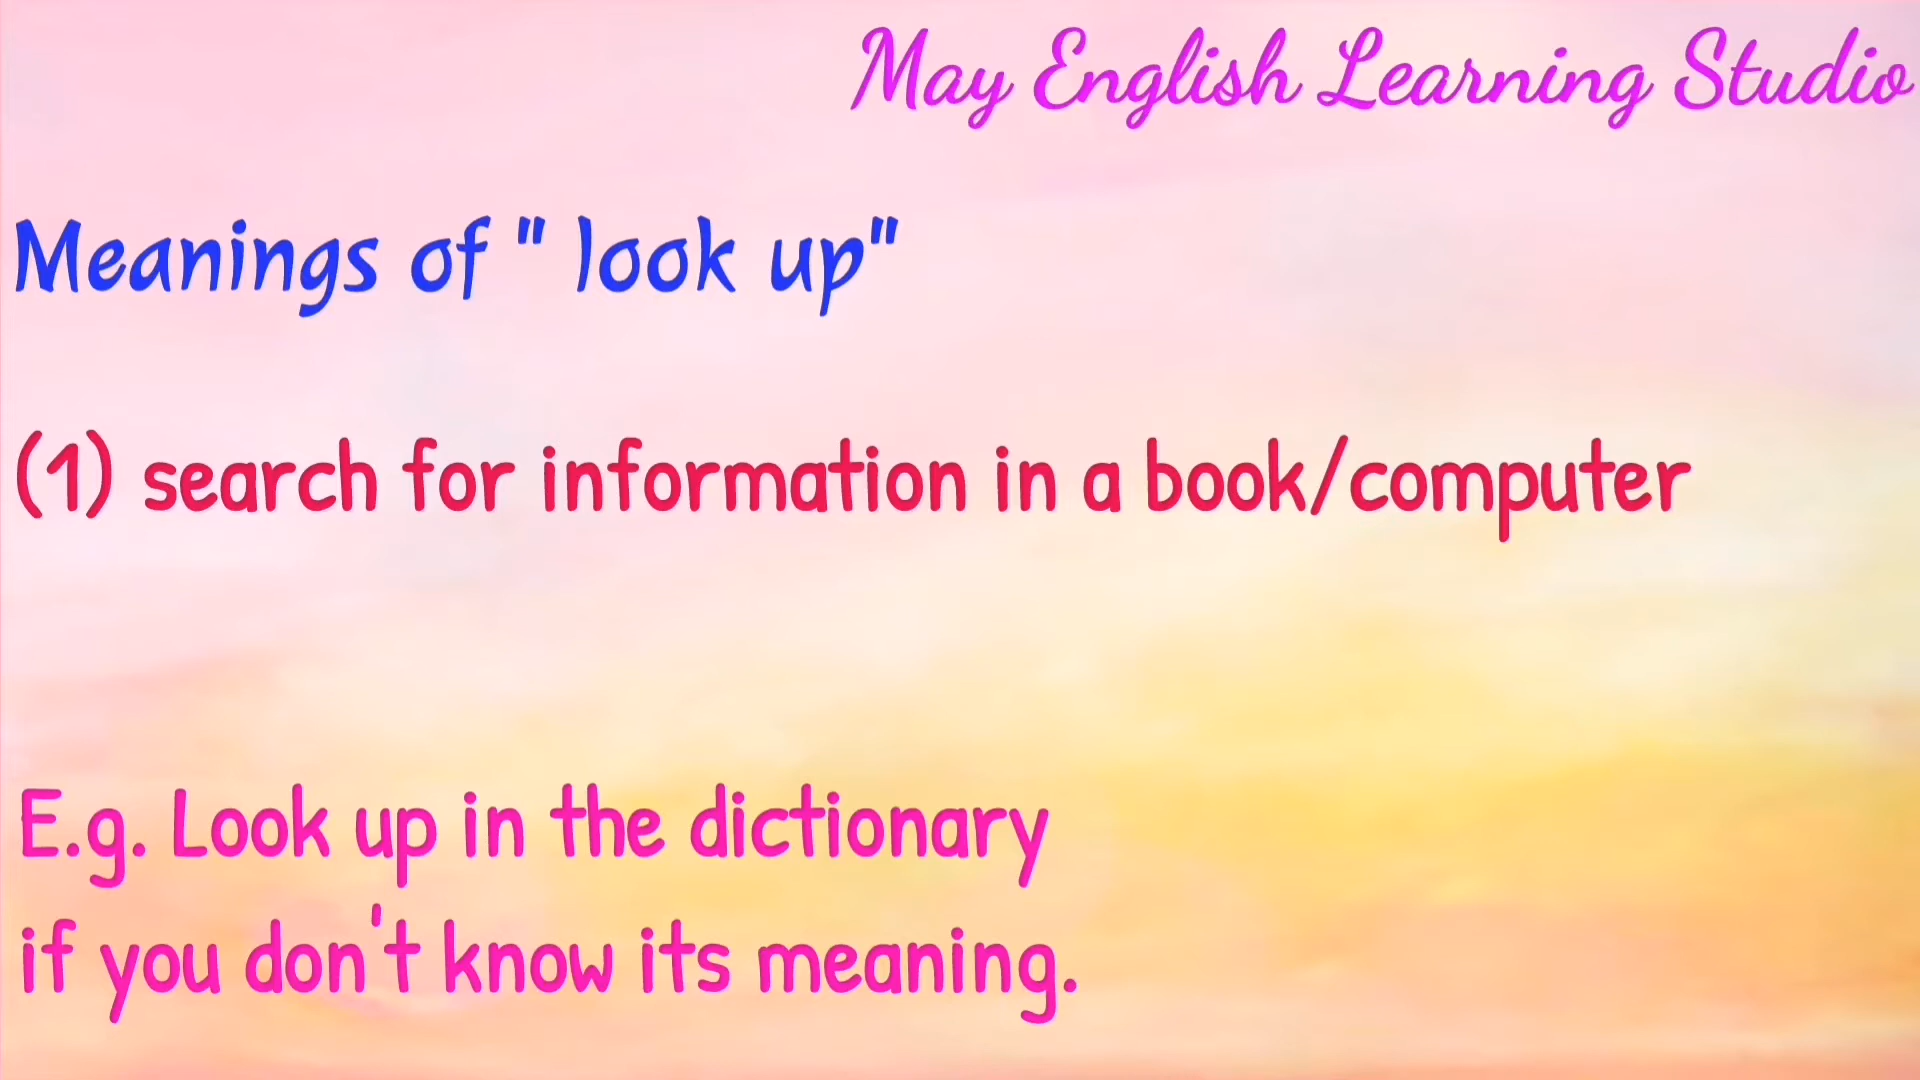 May English Learning Studio
Meanings of " look up"
(1) search for information in a book/computer
E.g. Look up in the dictionary
if you don't know its meaning.